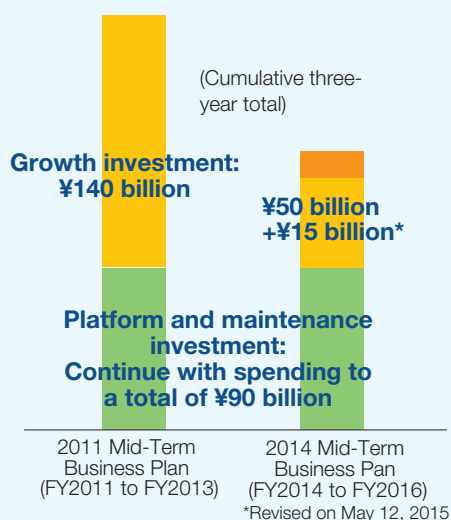 (Cumulative three-
year total)
Growth investment:
¥140 billion
¥50 billion
+¥15 billion*
Platform and maintenance
investment:
Continue with spending to
a total of ¥90 billion
2011 Mid-Term
Business Plan
(FY2011 to FY2013)
2014 Mid-Term
Business Pan
(FY2014 to FY2016)
*Revised on May 12, 2015